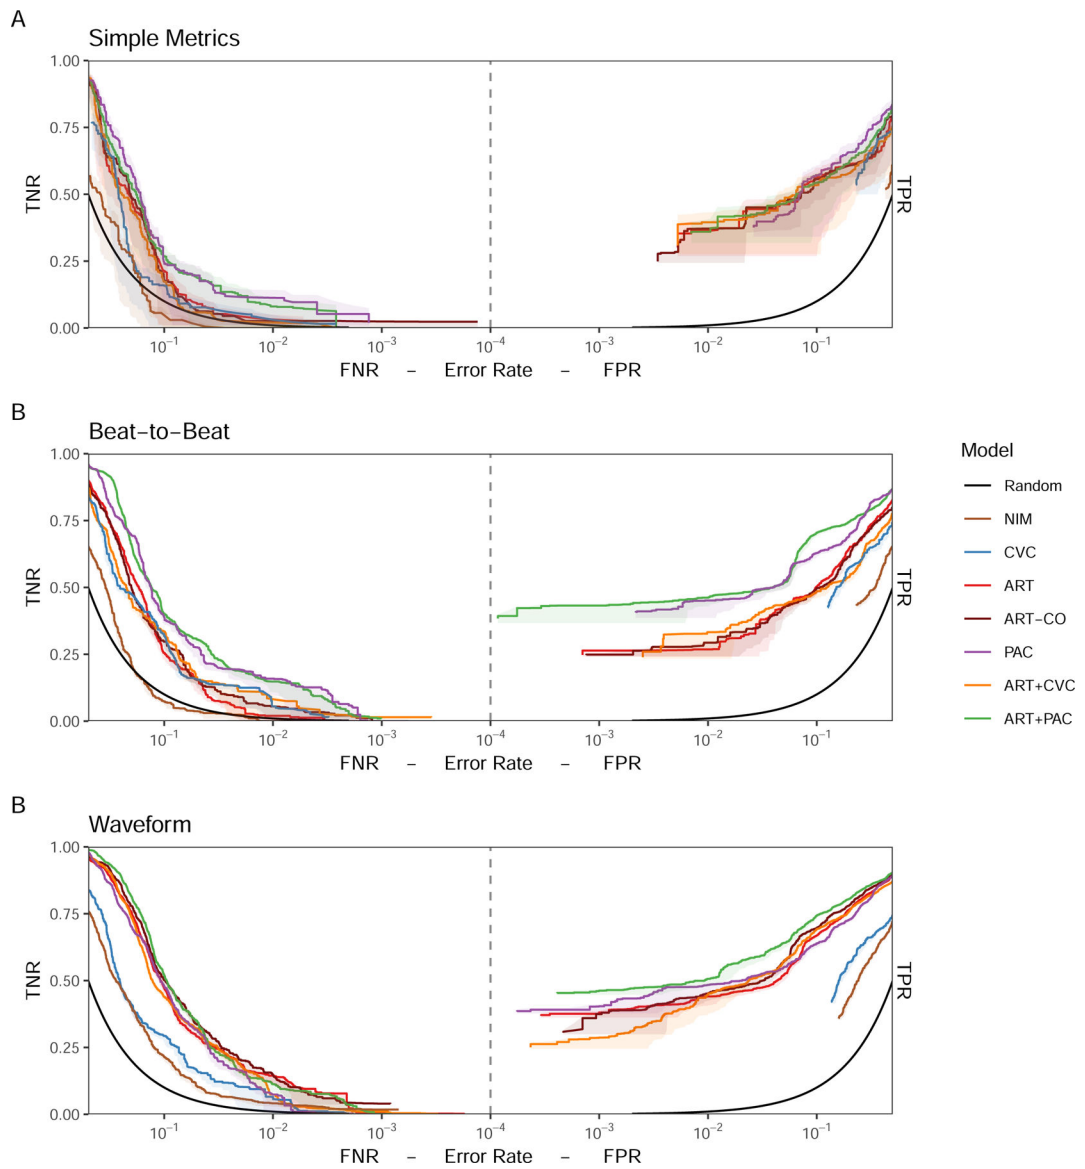 A
Simple Metrics
1.00
0.75
0.50
0.25
0.00
TNR
TPR
10⁻¹ 10⁻² 10⁻³ 10⁻⁴ 10⁻³ 10⁻² 10⁻¹
FNR – Error Rate – FPR
B
Beat–to–Beat
1.00
0.75
0.50
0.25
0.00
TNR
TPR
10⁻¹ 10⁻² 10⁻³ 10⁻⁴ 10⁻³ 10⁻² 10⁻¹
FNR – Error Rate – FPR
Model
Random
NIM
CVC
ART
ART–CO
PAC
ART+CVC
ART+PAC
B
Waveform
1.00
0.75
0.50
0.25
0.00
TNR
TPR
10⁻¹ 10⁻² 10⁻³ 10⁻⁴ 10⁻³ 10⁻² 10⁻¹
FNR – Error Rate – FPR